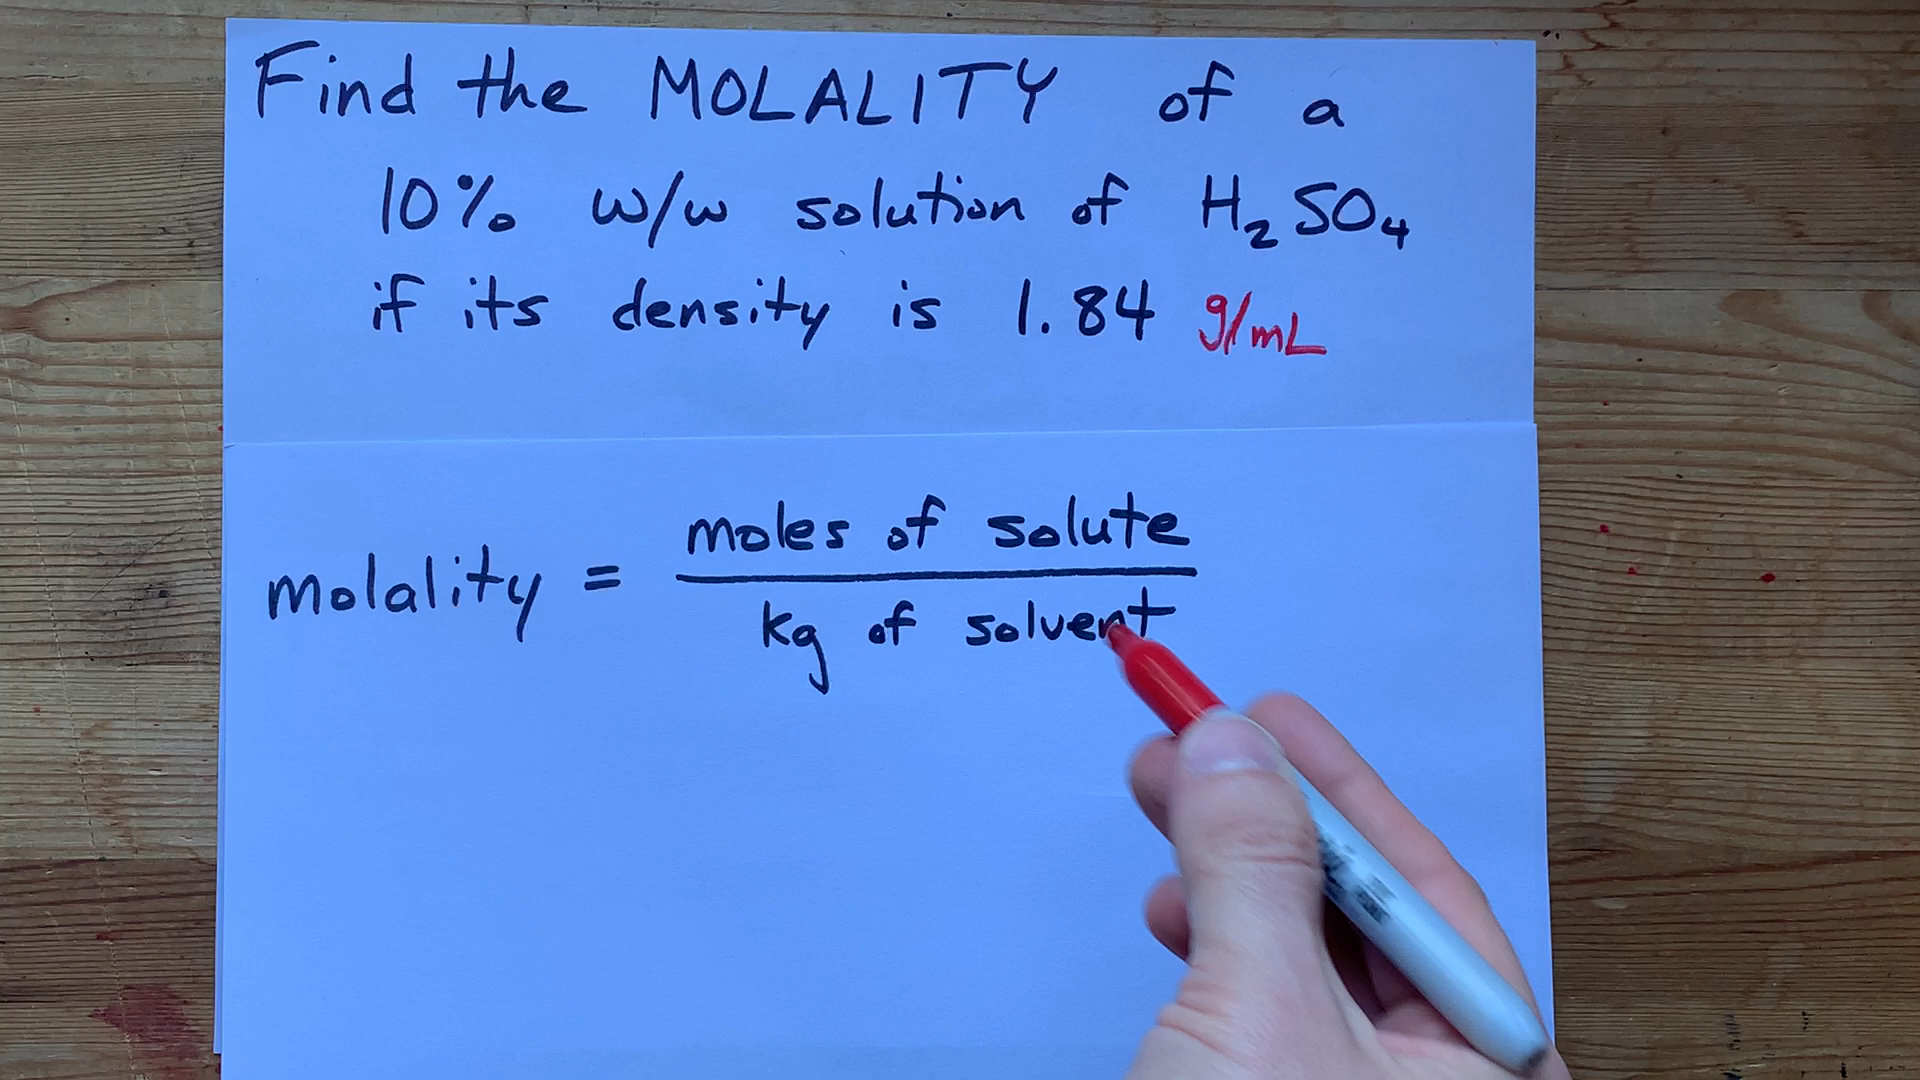 Find the MOLALITY of a
10% w/w solution of H₂SO₄
if its density is 1.84 g/mL
molality = moles of solute
kg of solvent